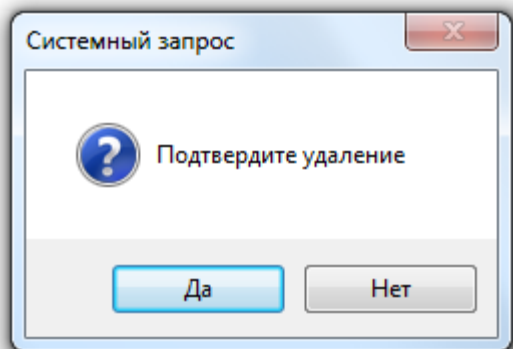 Системный запрос
Подтвердите удаление
Да
Нет